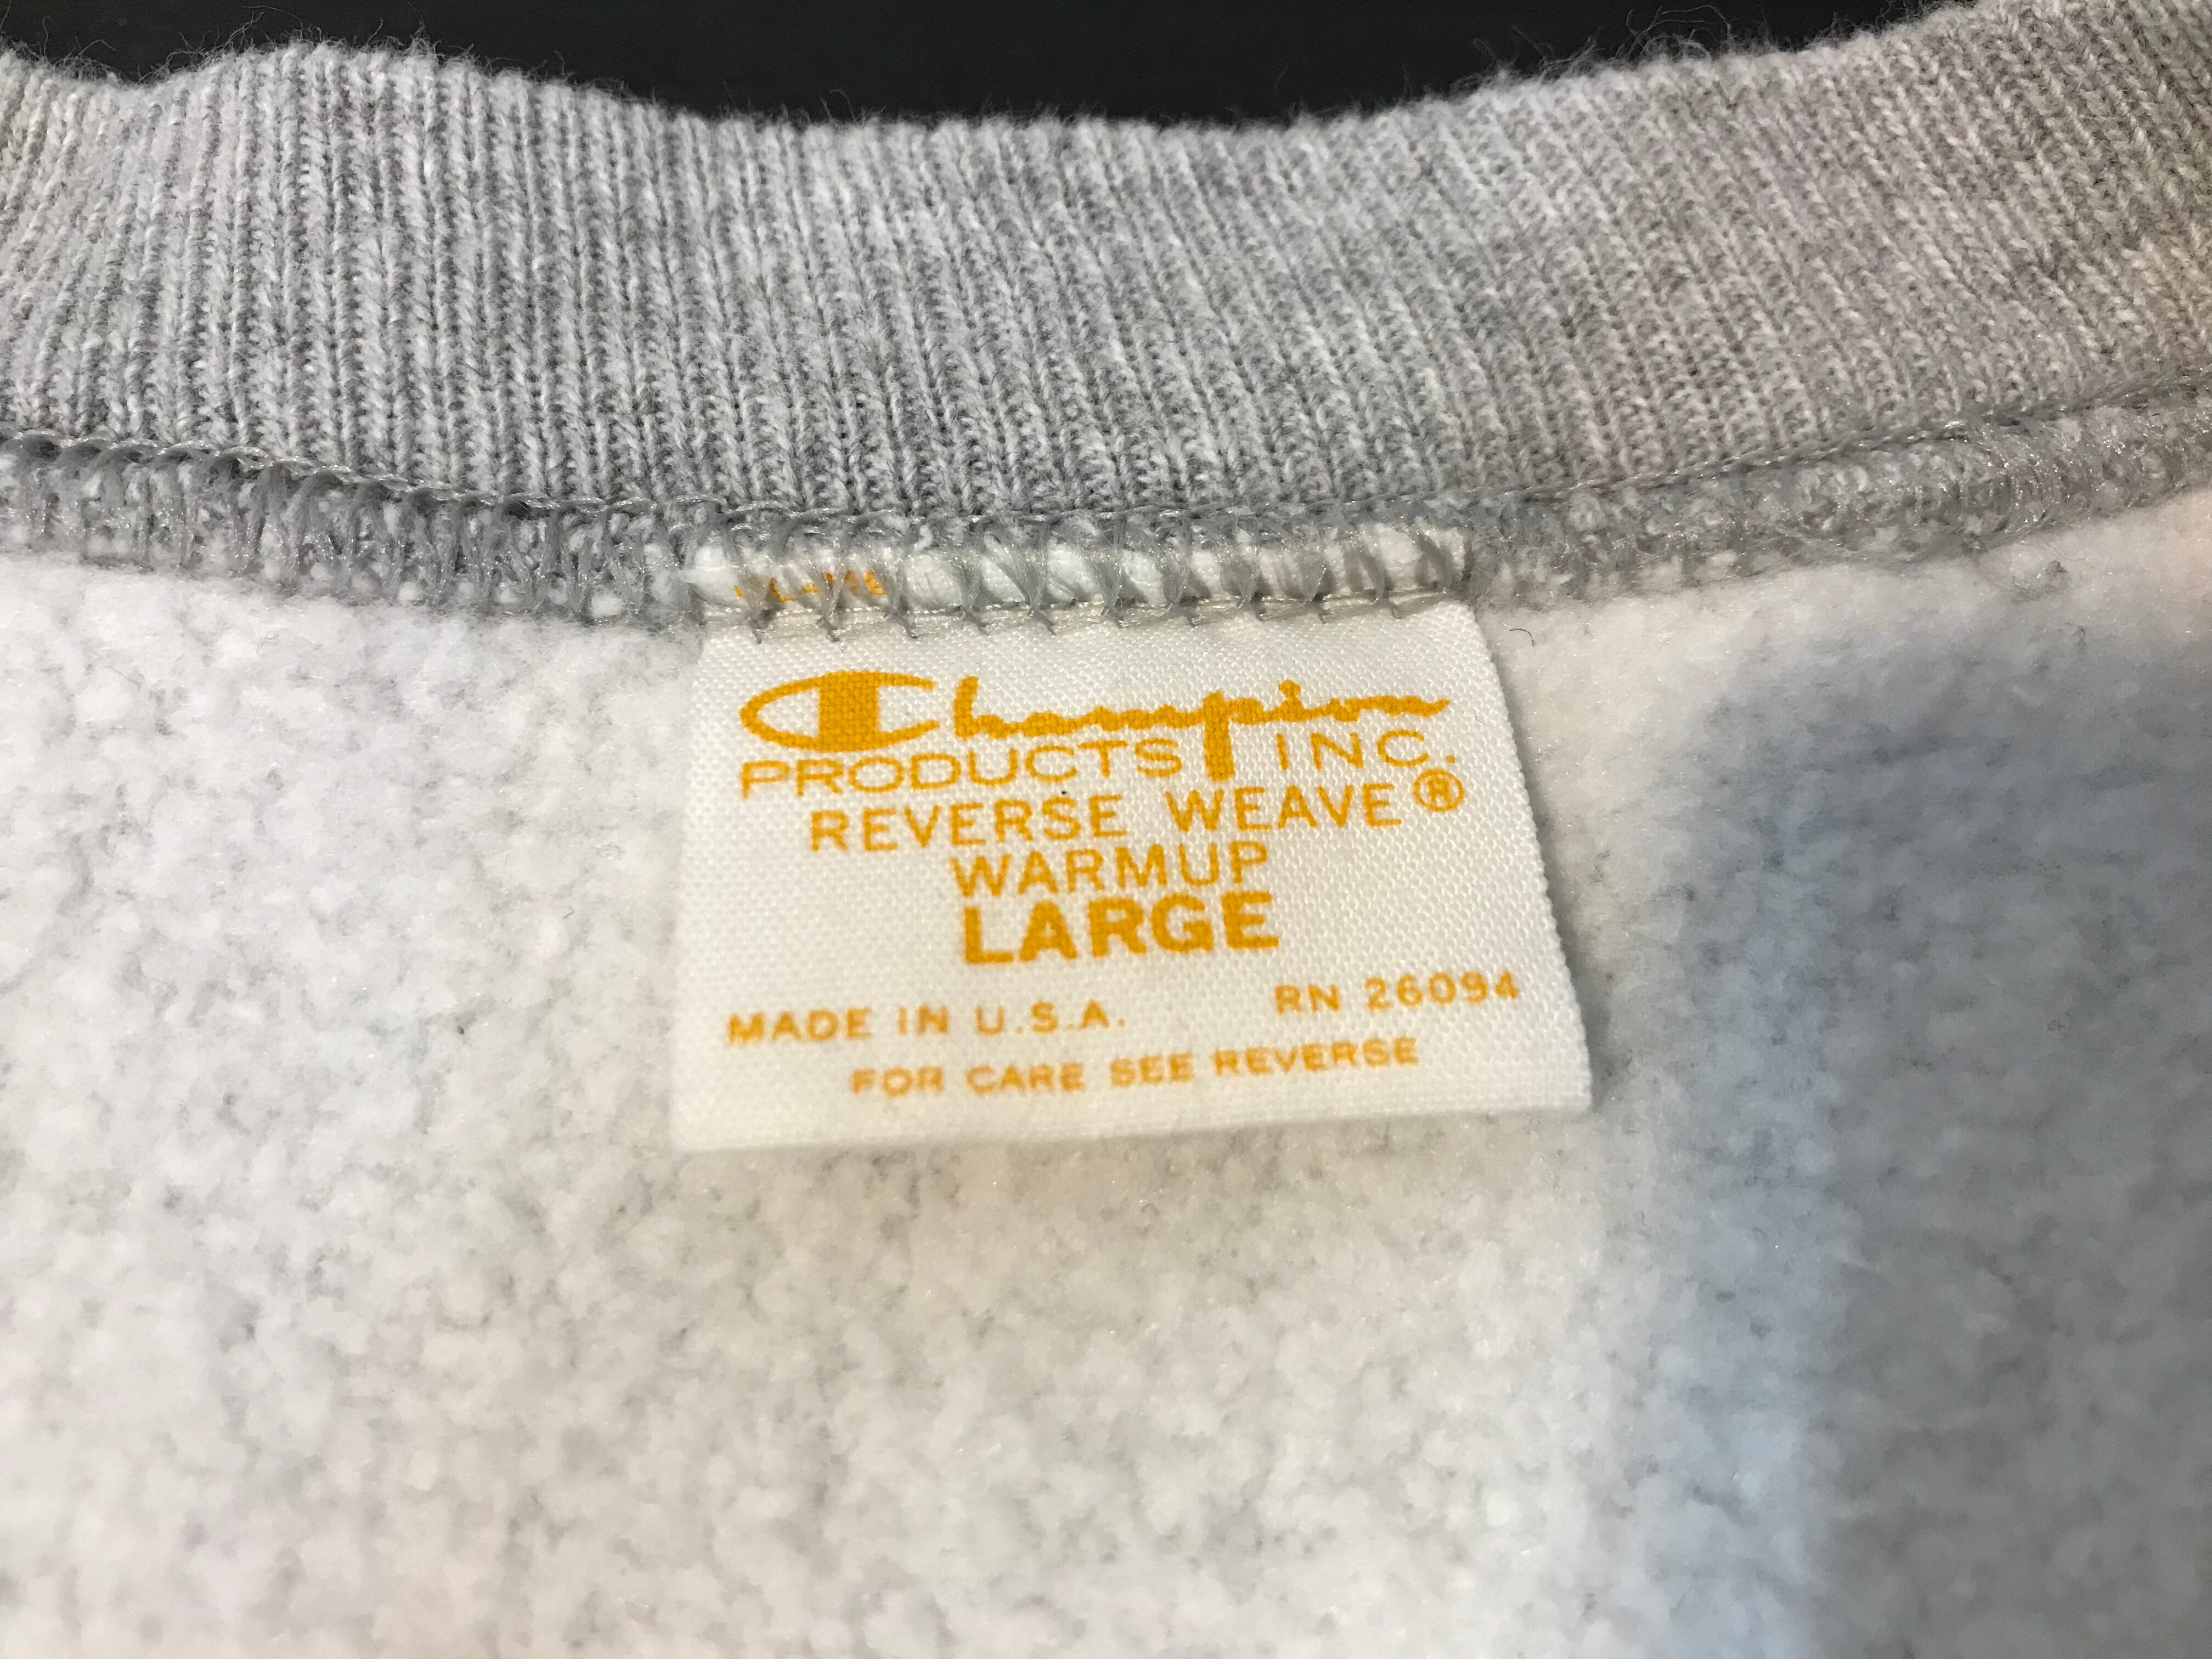 Champion
PRODUCTS INC.
REVERSE WEAVE®
WARMUP
LARGE
MADE IN U.S.A. RN 26094
FOR CARE SEE REVERSE